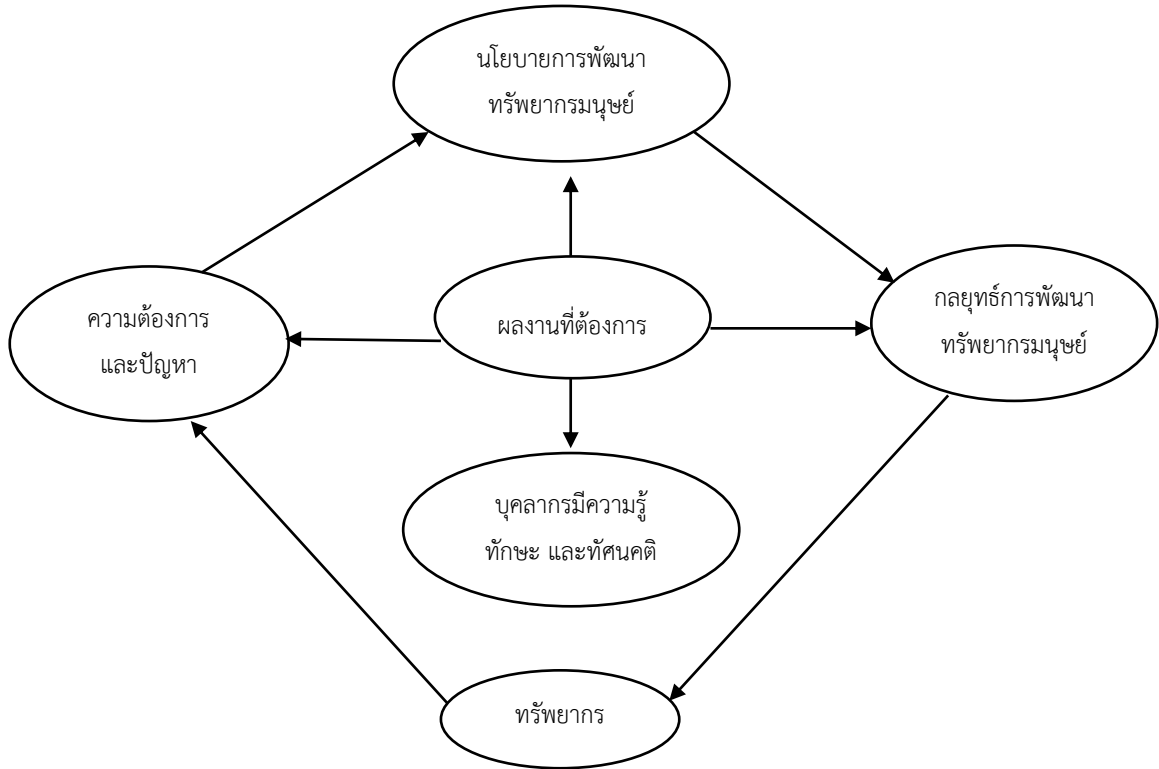 นโยบายการพัฒนา
ทรัพยากรมนุษย์
ความต้องการ
และปัญหา
ผลงานที่ต้องการ
กลยุทธ์การพัฒนา
ทรัพยากรมนุษย์
บุคลากรมีความรู้
ทักษะ และทัศนคติ
ทรัพยากร